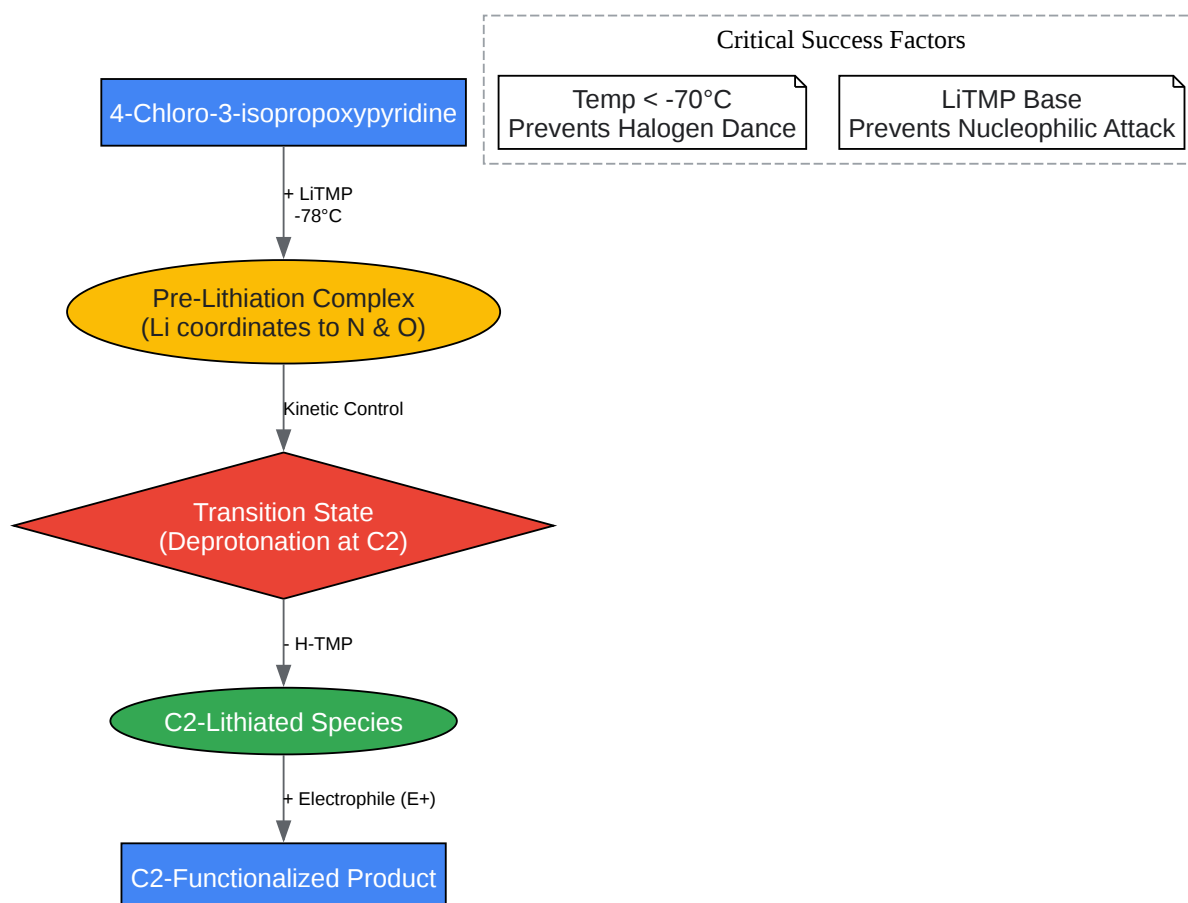 Critical Success Factors
4-Chloro-3-isopropoxypyridine
Temp < -70°C
Prevents Halogen Dance
LiTMP Base
Prevents Nucleophilic Attack
+ LiTMP
-78°C
Pre-Lithiation Complex
(Li coordinates to N & O)
Kinetic Control
Transition State
(Deprotonation at C2)
- H-TMP
C2-Lithiated Species
+ Electrophile (E+)
C2-Functionalized Product